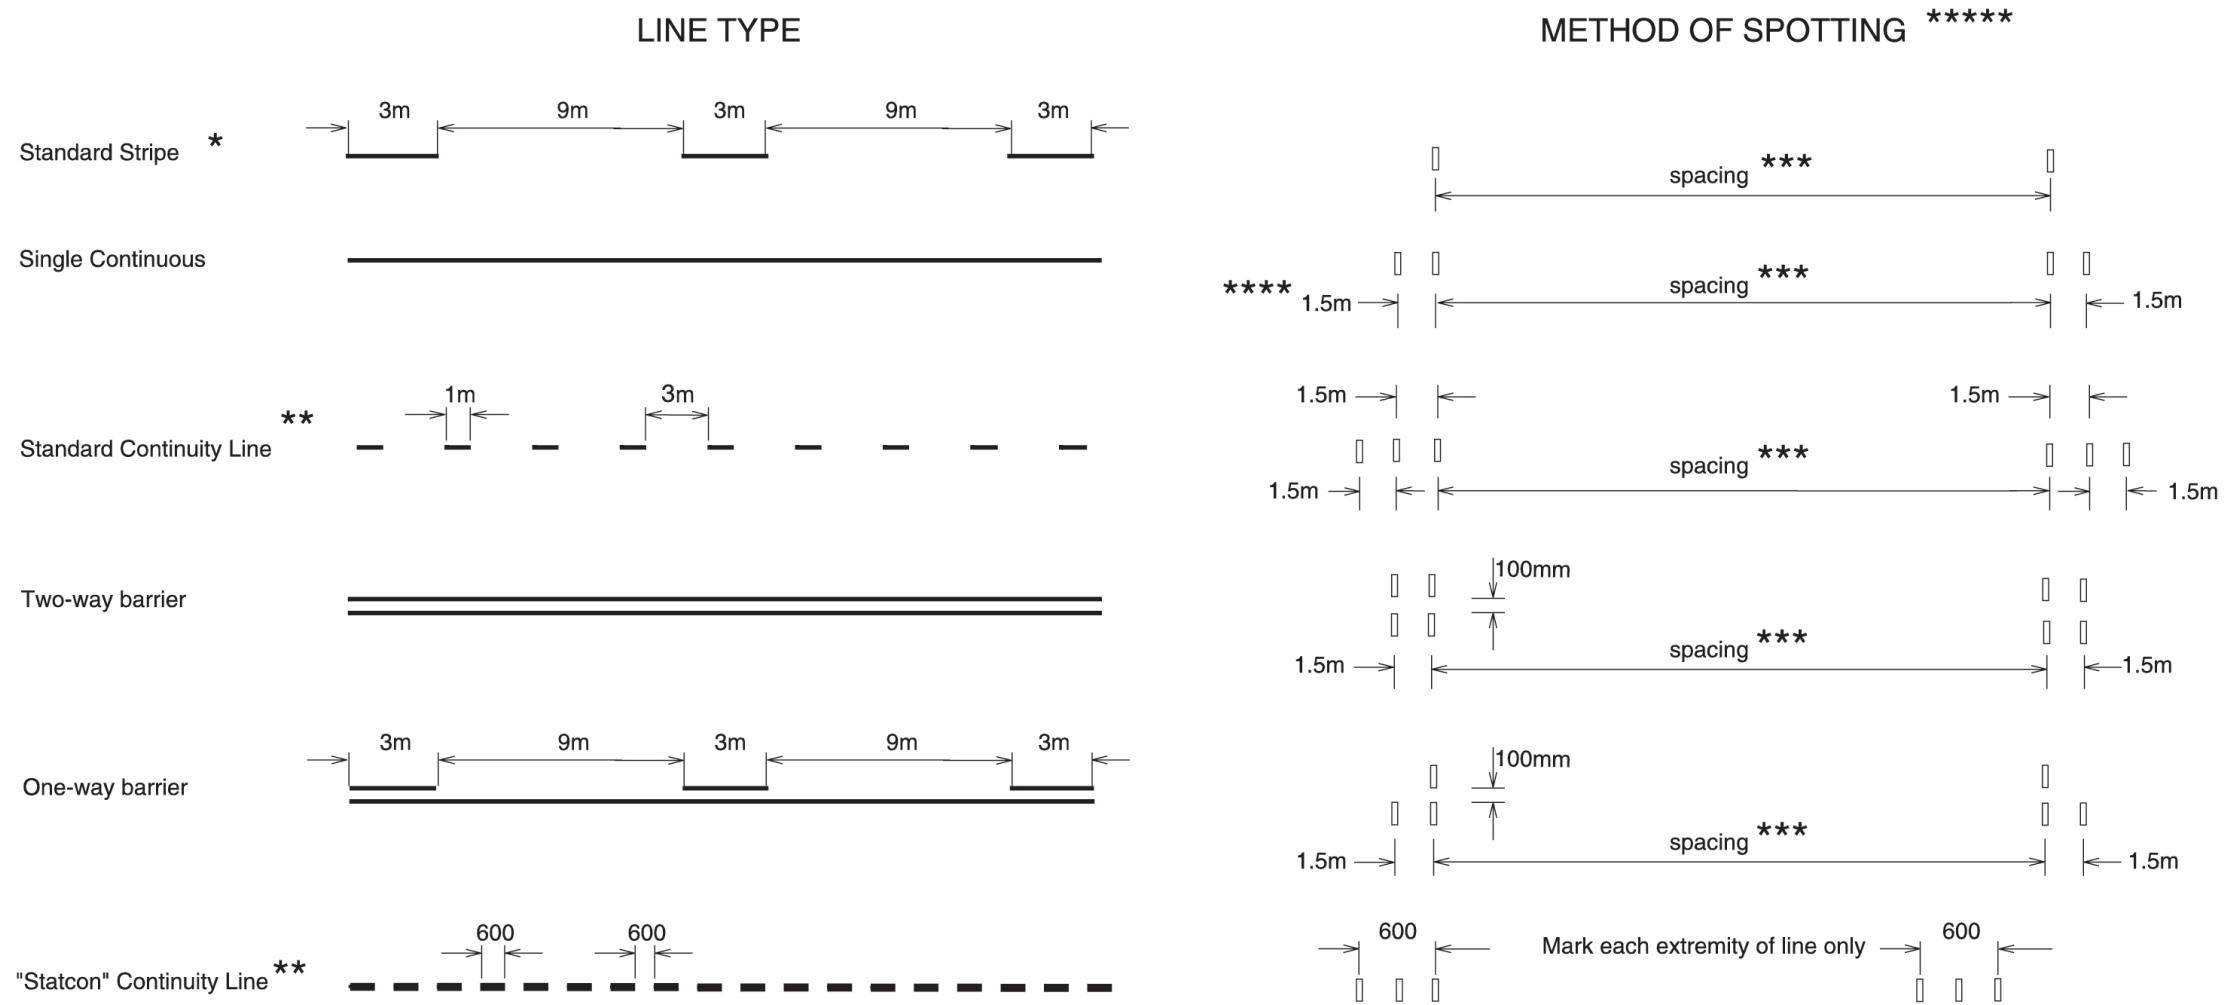 LINE TYPE
METHOD OF SPOTTING *****
3m 9m 3m 9m 3m
Standard Stripe *
spacing ***
Single Continuous
spacing ***
**** 1.5m 1.5m
1m 3m
1.5m 1.5m
Standard Continuity Line **
spacing ***
1.5m 1.5m
100mm
Two-way barrier
spacing ***
1.5m 1.5m
3m 9m 3m 9m 3m
100mm
One-way barrier
spacing ***
1.5m 1.5m
600 600
600 Mark each extremity of line only 600
"Statcon" Continuity Line **